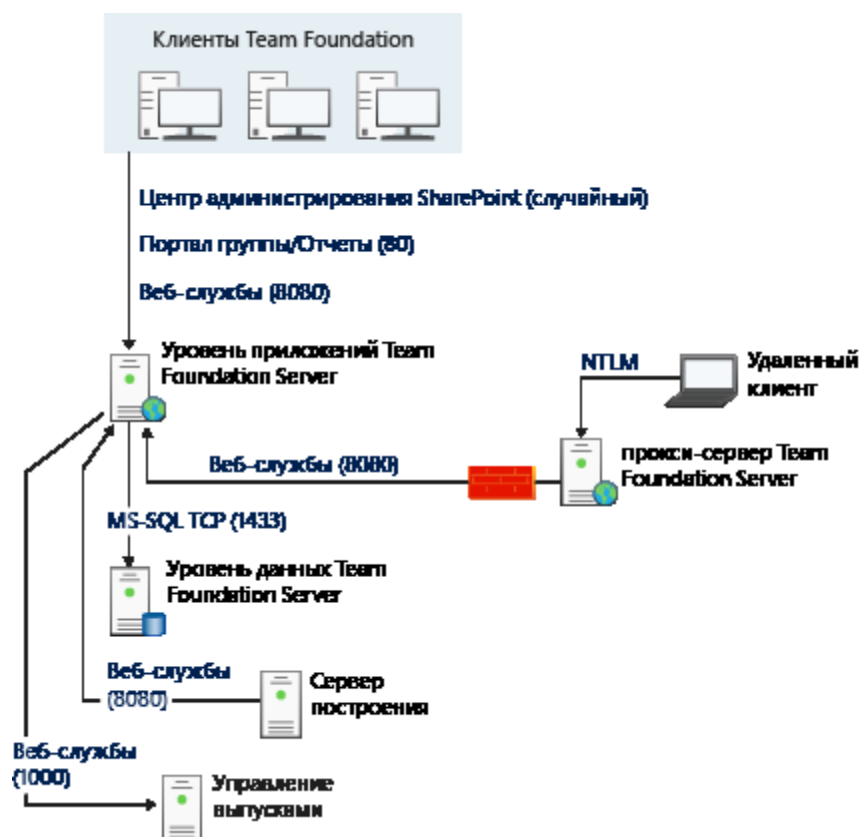 Клиенты Team Foundation
Центр администрирования SharePoint (случайный)
Портал группы/Отчеты (80)
Веб-службы (8080)
Уровень приложений Team
Foundation Server
NTLM
Удаленный
клиент
Веб-службы (8080)
прокси-сервер Team
Foundation Server
MS-SQL TCP (1433)
Уровень данных Team
Foundation Server
Веб-службы
(8080)
Сервер
построения
Веб-службы
(1000)
Управление
выпусками